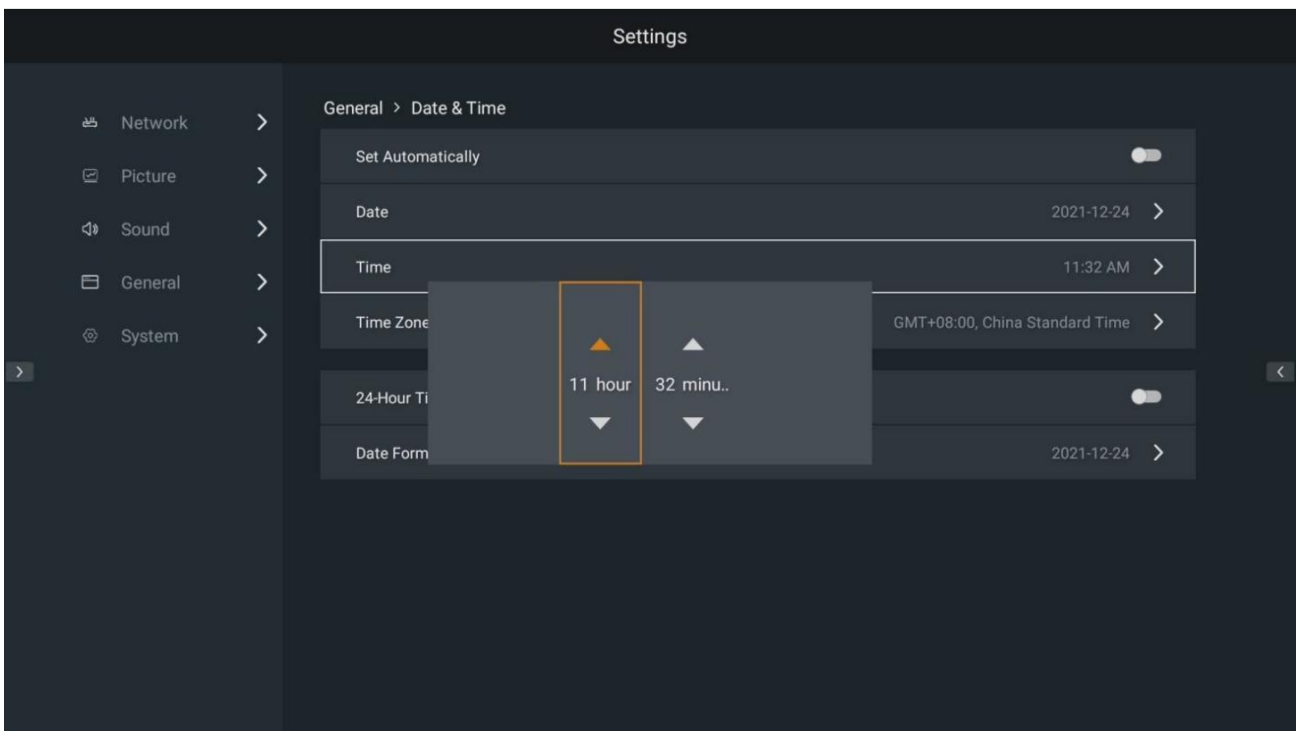 Settings
Network
Picture
Sound
General
System
General > Date & Time
Set Automatically
Date 2021-12-24
Time 11:32 AM
Time Zone GMT+08:00, China Standard Time
11 hour 32 minu..
24-Hour Ti
Date Form 2021-12-24